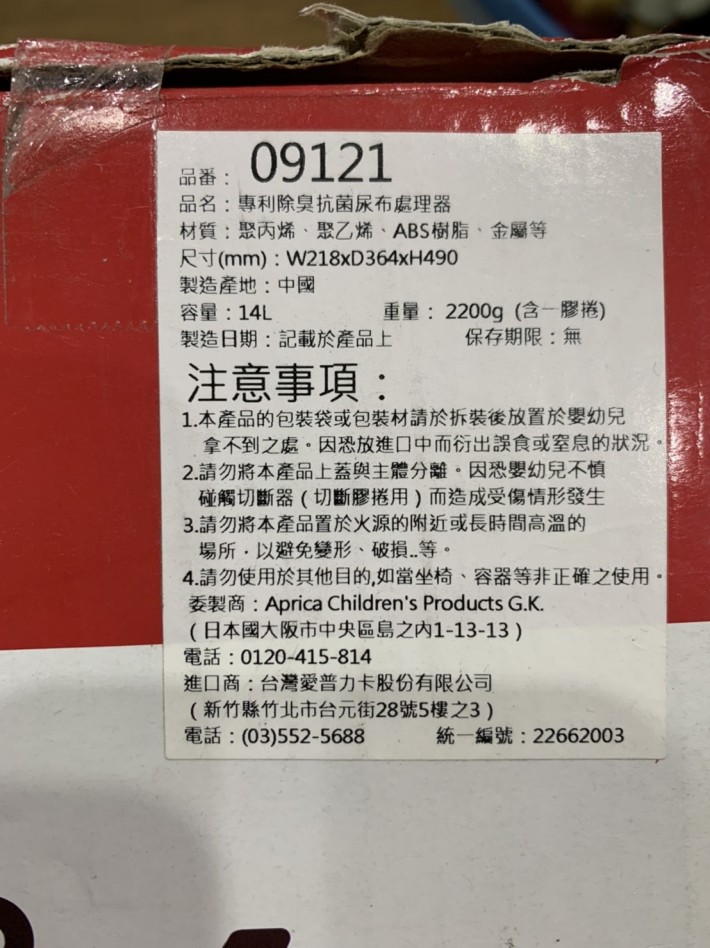 品番：09121
品名：專利除臭抗菌尿布處理器
材質：聚丙烯、聚乙烯、ABS樹脂、金屬等
尺寸(mm)：W218xD364xH490
製造產地：中國
容量：14L 重量：2200g (含一膠捲)
製造日期：記載於產品上 保存期限：無
注意事項：
1.本產品的包裝袋或包裝材請於拆裝後放置於嬰幼兒
拿不到之處。因恐放進口中而衍出誤食或窒息的狀況。
2.請勿將本產品上蓋與主體分離。因恐嬰幼兒不慎
碰觸切斷器（切斷膠捲用）而造成受傷情形發生
3.請勿將本產品置於火源的附近或長時間高溫的
場所，以避免變形、破損..等。
4.請勿使用於其他目的,如當坐椅、容器等非正確之使用。
委製商：Aprica Children's Products G.K.
（日本國大阪市中央區島之內1-13-13）
電話：0120-415-814
進口商：台灣愛普力卡股份有限公司
（新竹縣竹北市台元街28號5樓之3）
電話：(03)552-5688 統一編號：22662003